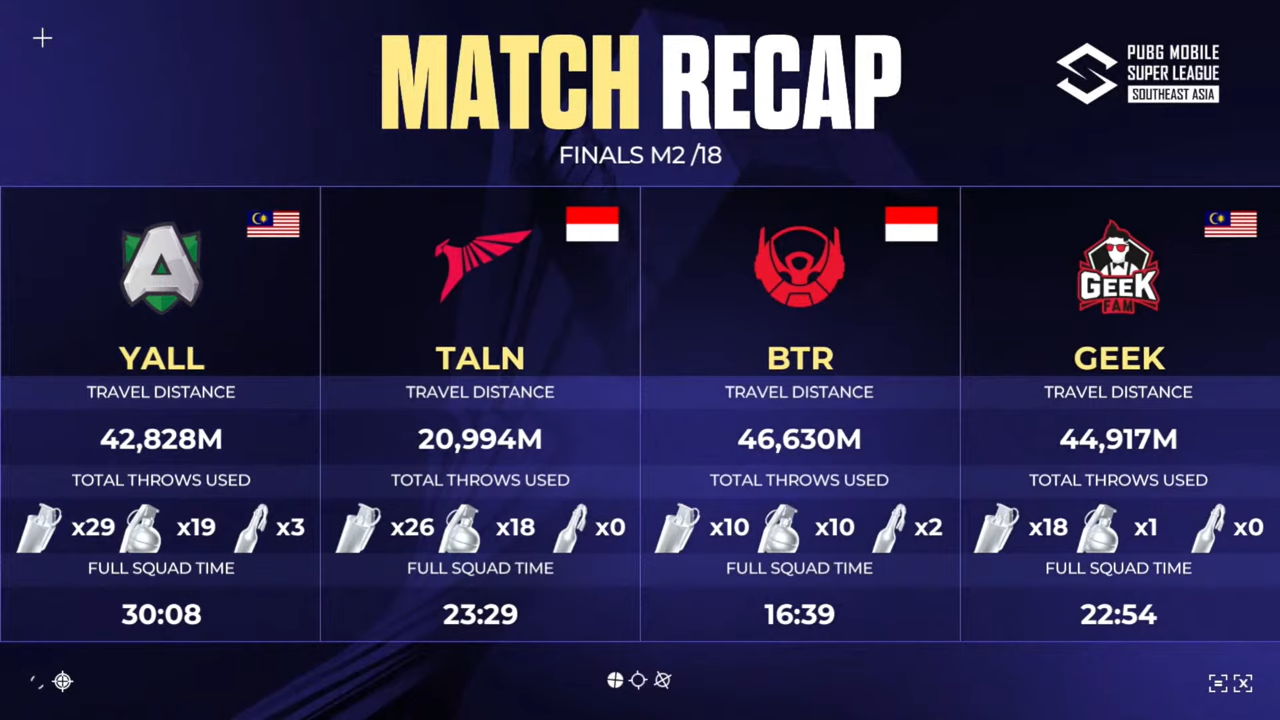 MATCH RECAP
FINALS M2 /18
PUBG MOBILE
SUPER LEAGUE
SOUTHEAST ASIA
A
GEEK
FAM
YALL TALN BTR GEEK
TRAVEL DISTANCE TRAVEL DISTANCE TRAVEL DISTANCE TRAVEL DISTANCE
42,828M 20,994M 46,630M 44,917M
TOTAL THROWS USED TOTAL THROWS USED TOTAL THROWS USED TOTAL THROWS USED
x29 x19 x3 x26 x18 x0 x10 x10 x2 x18 x1 x0
FULL SQUAD TIME FULL SQUAD TIME FULL SQUAD TIME FULL SQUAD TIME
30:08 23:29 16:39 22:54